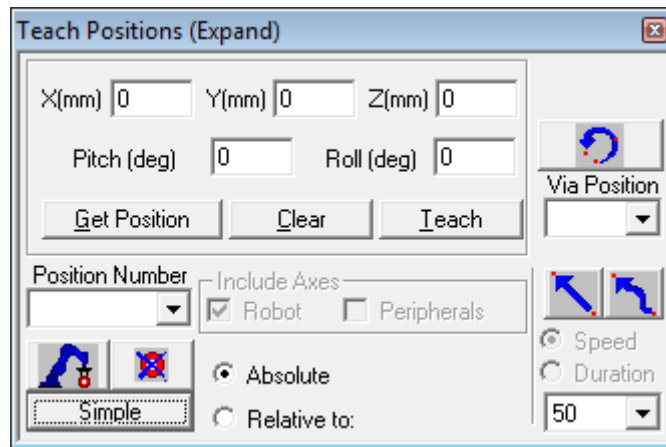 Teach Positions (Expand)
X(mm) 0 Y(mm) 0 Z(mm) 0
Pitch (deg) 0 Roll (deg) 0
Via Position
Get Position Clear Teach
Position Number Include Axes
Robot Peripherals
Speed
Absolute Duration
Simple Relative to: 50